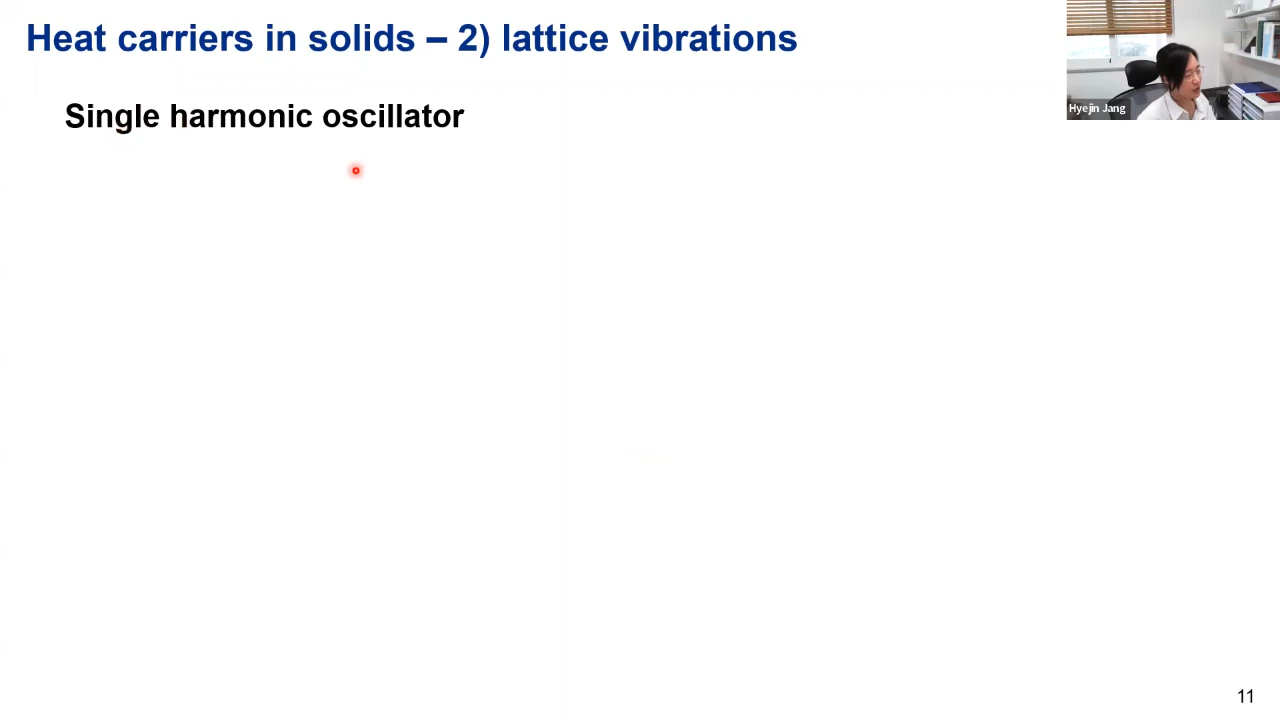 Heat carriers in solids – 2) lattice vibrations
Hyejin Jang
Single harmonic oscillator
11